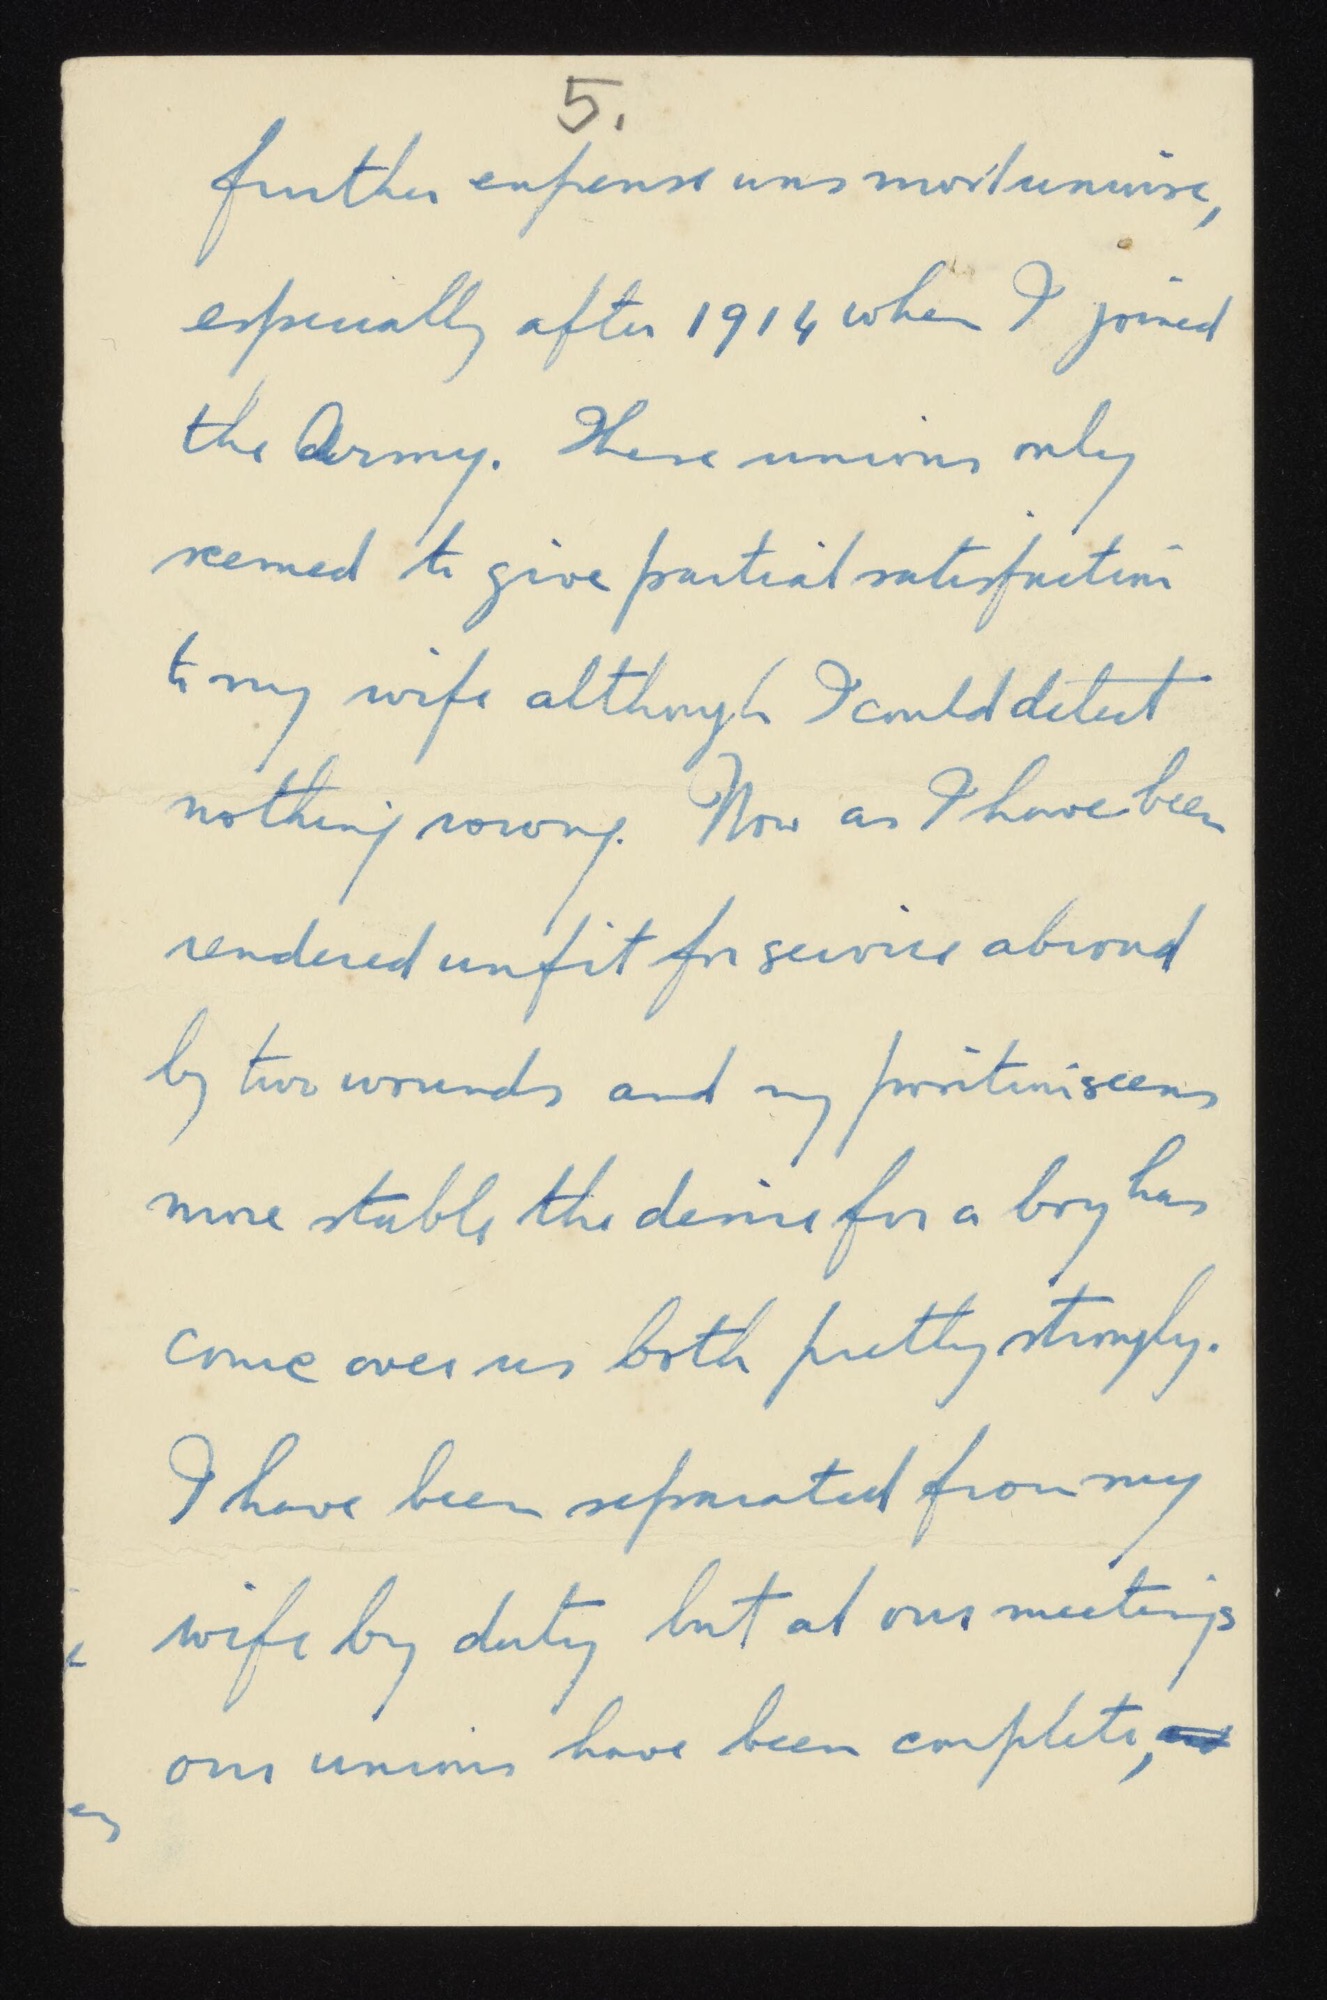 5.
further expense was most unwise,
especially after 1914 when I joined
the Army. These unions only
seemed to give partial satisfaction
to my wife although I could detect
nothing wrong. Now as I have been
rendered unfit for service abroad
by two wounds and my position seems
more stable the desire for a boy has
come over us both pretty strongly.
I have been separated from my
wife by duty but at our meetings
our unions have been complete, and